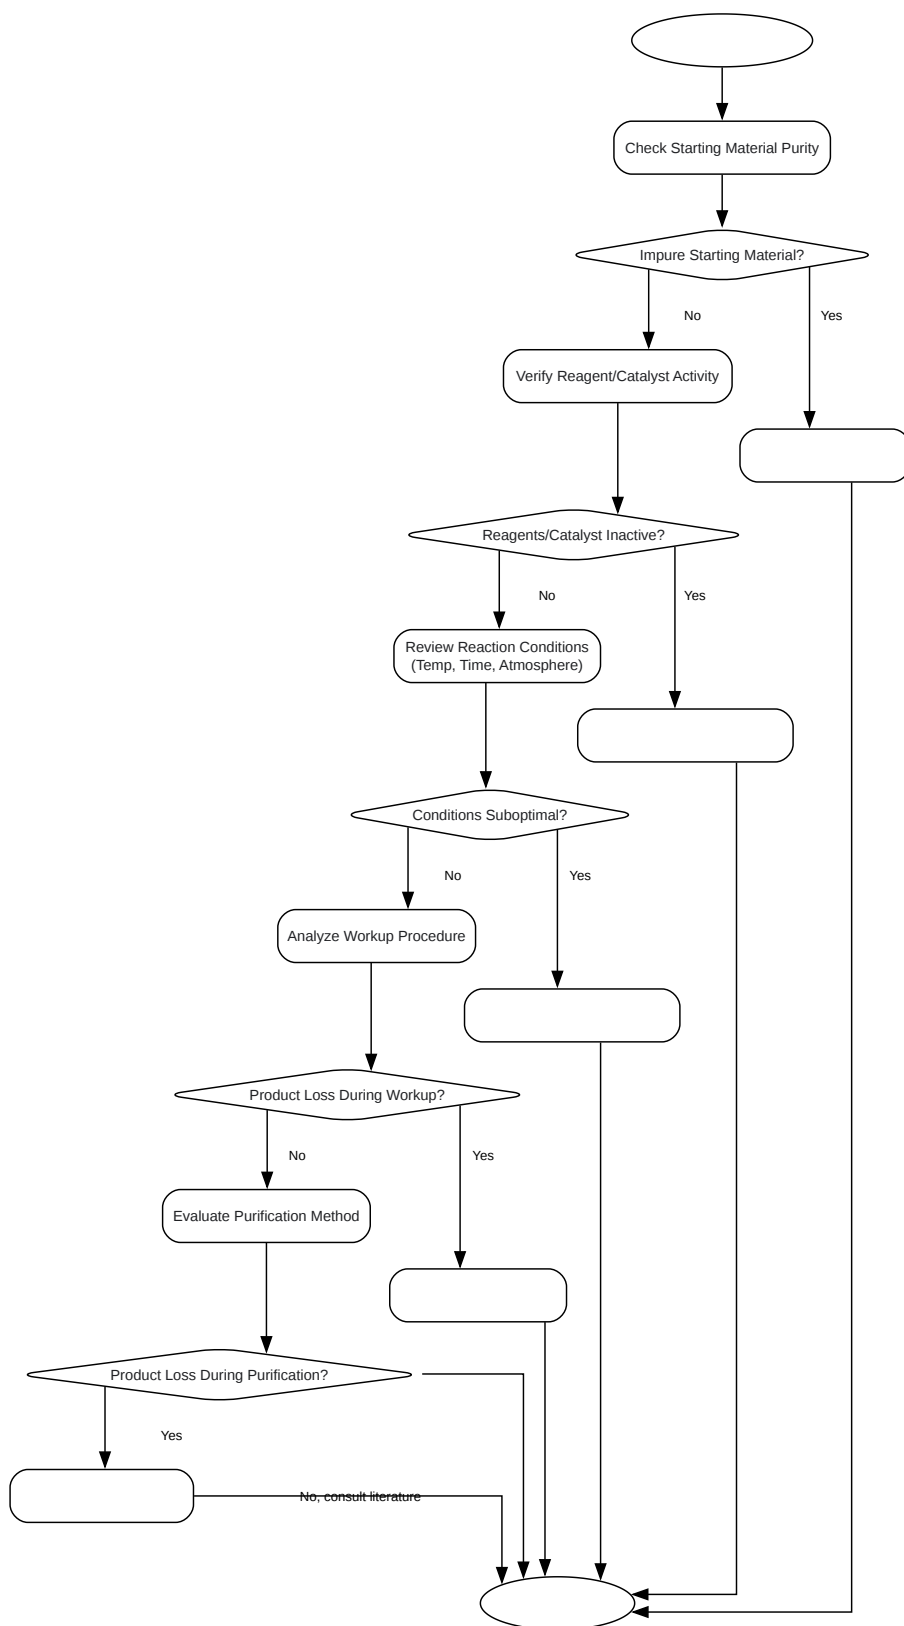 Check Starting Material Purity
Impure Starting Material?
No
Yes
Verify Reagent/Catalyst Activity
Reagents/Catalyst Inactive?
No
Yes
Review Reaction Conditions
(Temp, Time, Atmosphere)
Conditions Suboptimal?
No
Yes
Analyze Workup Procedure
Product Loss During Workup?
No
Yes
Evaluate Purification Method
Product Loss During Purification?
Yes
No, consult literature